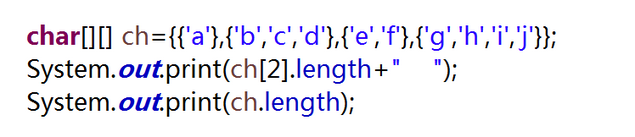 char[][] ch={{'a'},{'b','c','d'},{'e','f'},{'g','h','i','j'}};
System.out.print(ch[2].length+"    ");
System.out.print(ch.length);